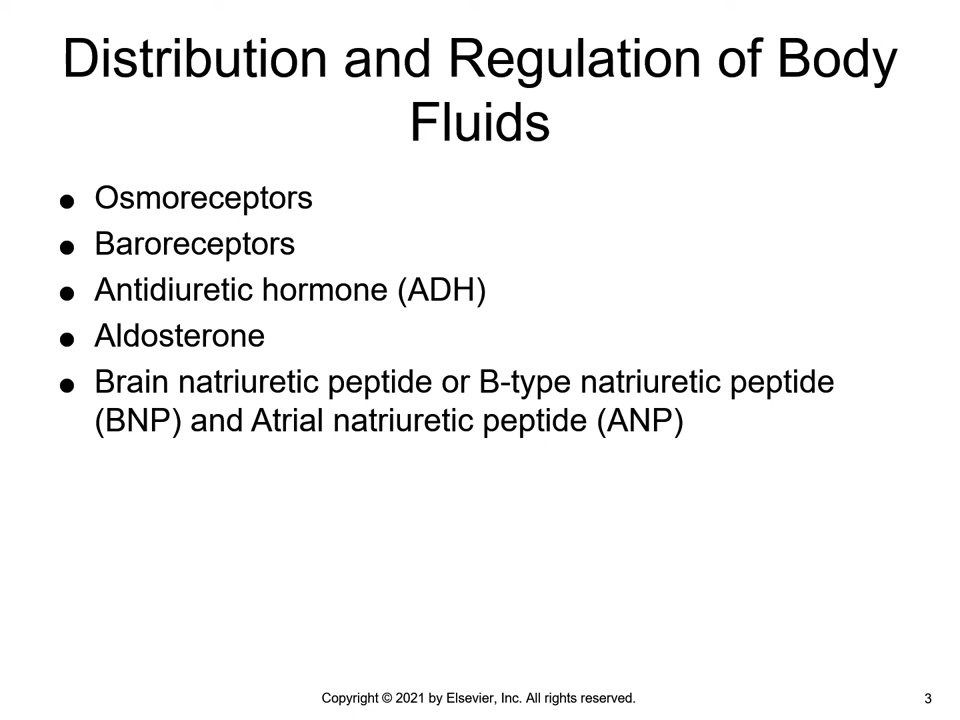 Distribution and Regulation of Body
Fluids
● Osmoreceptors
● Baroreceptors
● Antidiuretic hormone (ADH)
● Aldosterone
● Brain natriuretic peptide or B-type natriuretic peptide
(BNP) and Atrial natriuretic peptide (ANP)
Copyright © 2021 by Elsevier, Inc. All rights reserved.
3